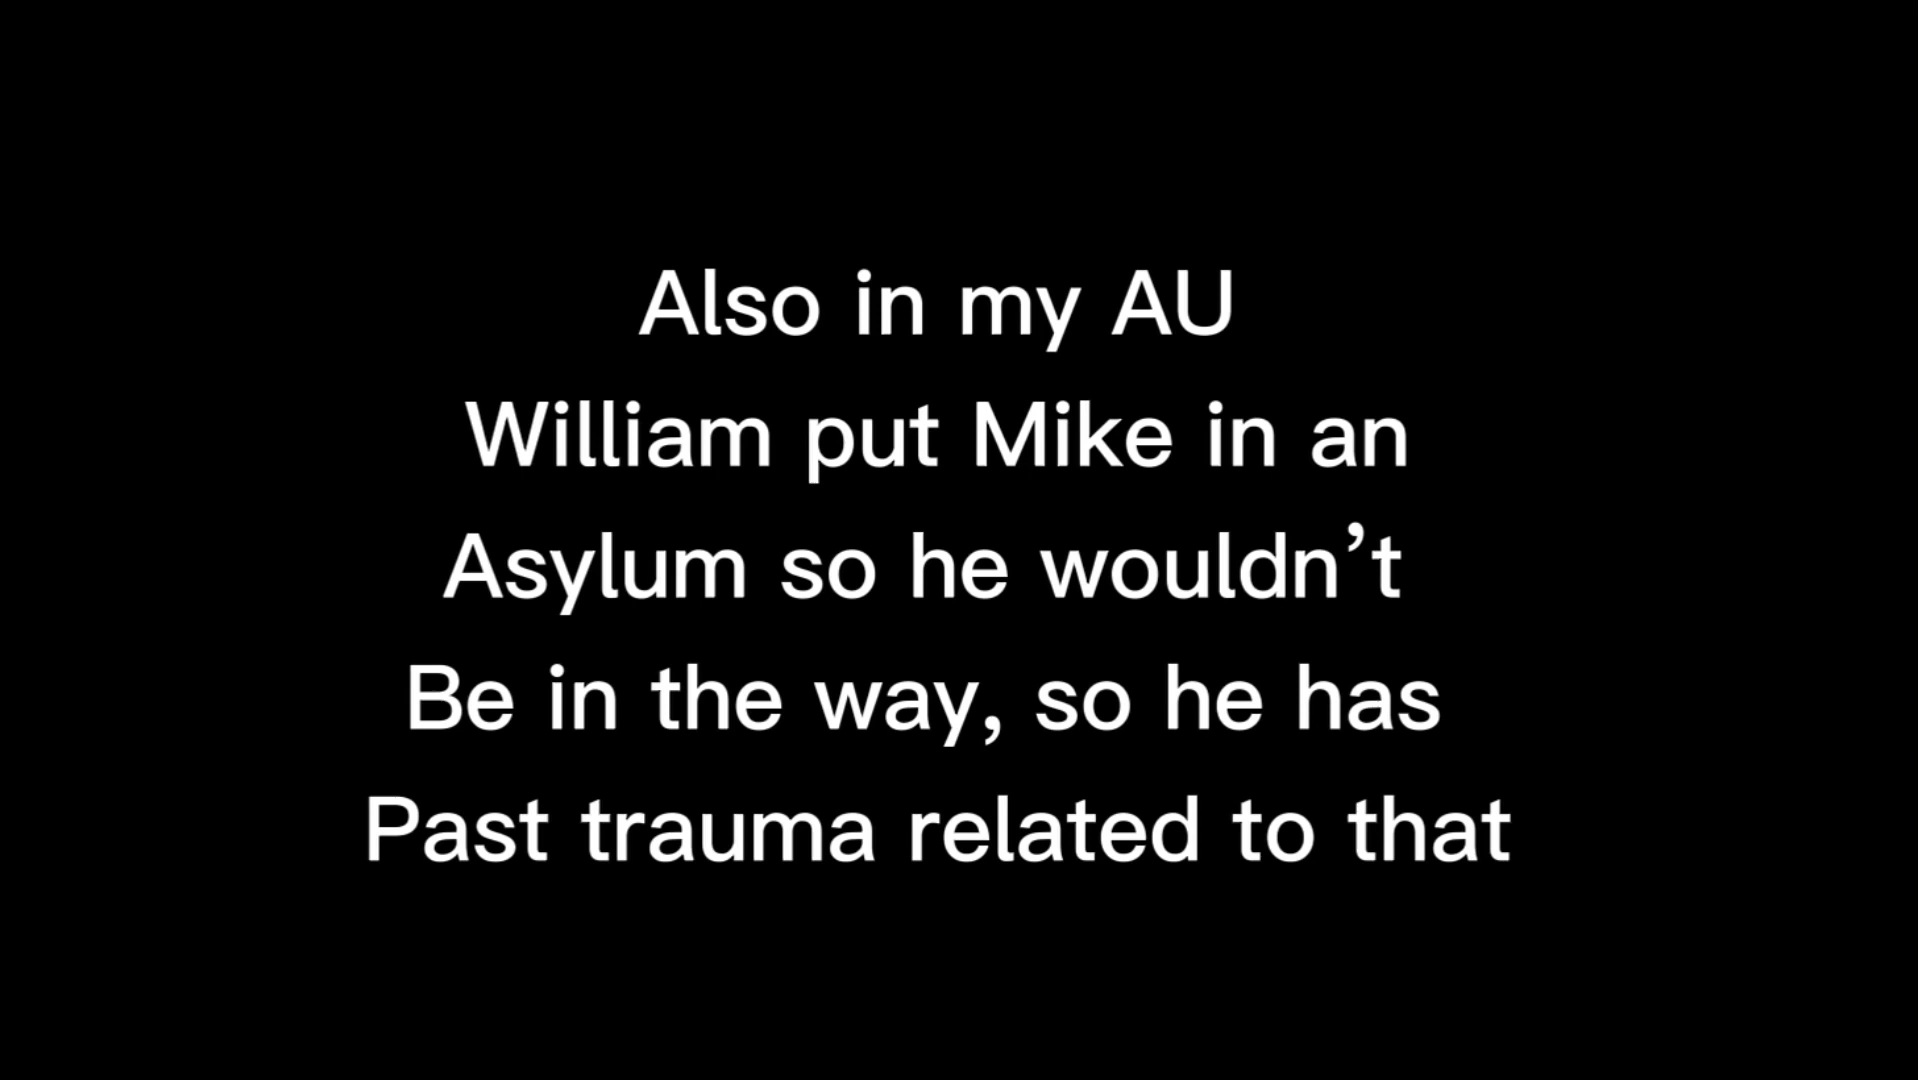 Also in my AU
William put Mike in an
Asylum so he wouldn’t
Be in the way, so he has
Past trauma related to that